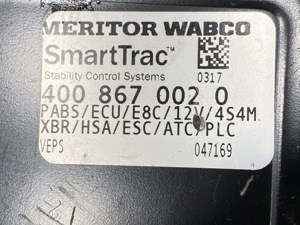 MERITOR WABCO
SmartTrac™
Stability Control Systems 0317
400 867 002 0
PABS/ECU/E8C/12V/4S4M
XBR/HSA/ESC/ATC/PLC
VEPS 047169